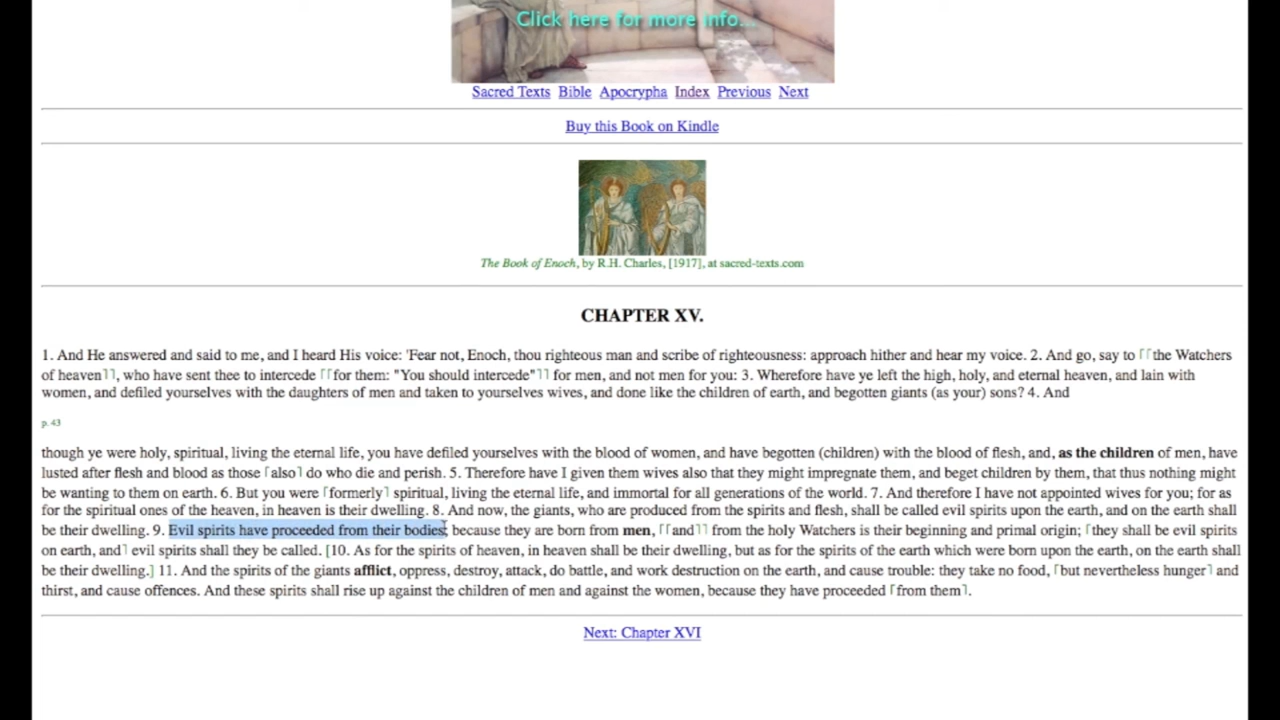 Click here for more info...
Sacred Texts Bible Apocrypha Index Previous Next
Buy this Book on Kindle
The Book of Enoch, by R.H. Charles, [1917], at sacred-texts.com
CHAPTER XV.
1. And He answered and said to me, and I heard His voice: 'Fear not, Enoch, thou righteous man and scribe of righteousness: approach hither and hear my voice. 2. And go, say to ⌈⌈the Watchers
of heaven⌉⌉, who have sent thee to intercede ⌈⌈for them: "You should intercede"⌉⌉ for men, and not men for you: 3. Wherefore have ye left the high, holy, and eternal heaven, and lain with
women, and defiled yourselves with the daughters of men and taken to yourselves wives, and done like the children of earth, and begotten giants (as your) sons? 4. And
p. 43
though ye were holy, spiritual, living the eternal life, you have defiled yourselves with the blood of women, and have begotten (children) with the blood of flesh, and, as the children of men, have
lusted after flesh and blood as those ⌈also⌉ do who die and perish. 5. Therefore have I given them wives also that they might impregnate them, and beget children by them, that thus nothing might
be wanting to them on earth. 6. But you were ⌈formerly⌉ spiritual, living the eternal life, and immortal for all generations of the world. 7. And therefore I have not appointed wives for you; for as
for the spiritual ones of the heaven, in heaven is their dwelling. 8. And now, the giants, who are produced from the spirits and flesh, shall be called evil spirits upon the earth, and on the earth shall
be their dwelling. 9. Evil spirits have proceeded from their bodies; because they are born from men, ⌈⌈and⌉⌉ from the holy Watchers is their beginning and primal origin; ⌈they shall be evil spirits
on earth, and⌉ evil spirits shall they be called. [10. As for the spirits of heaven, in heaven shall be their dwelling, but as for the spirits of the earth which were born upon the earth, on the earth shall
be their dwelling.] 11. And the spirits of the giants afflict, oppress, destroy, attack, do battle, and work destruction on the earth, and cause trouble: they take no food, ⌈but nevertheless hunger⌉ and
thirst, and cause offences. And these spirits shall rise up against the children of men and against the women, because they have proceeded ⌈from them⌉.
Next: Chapter XVI